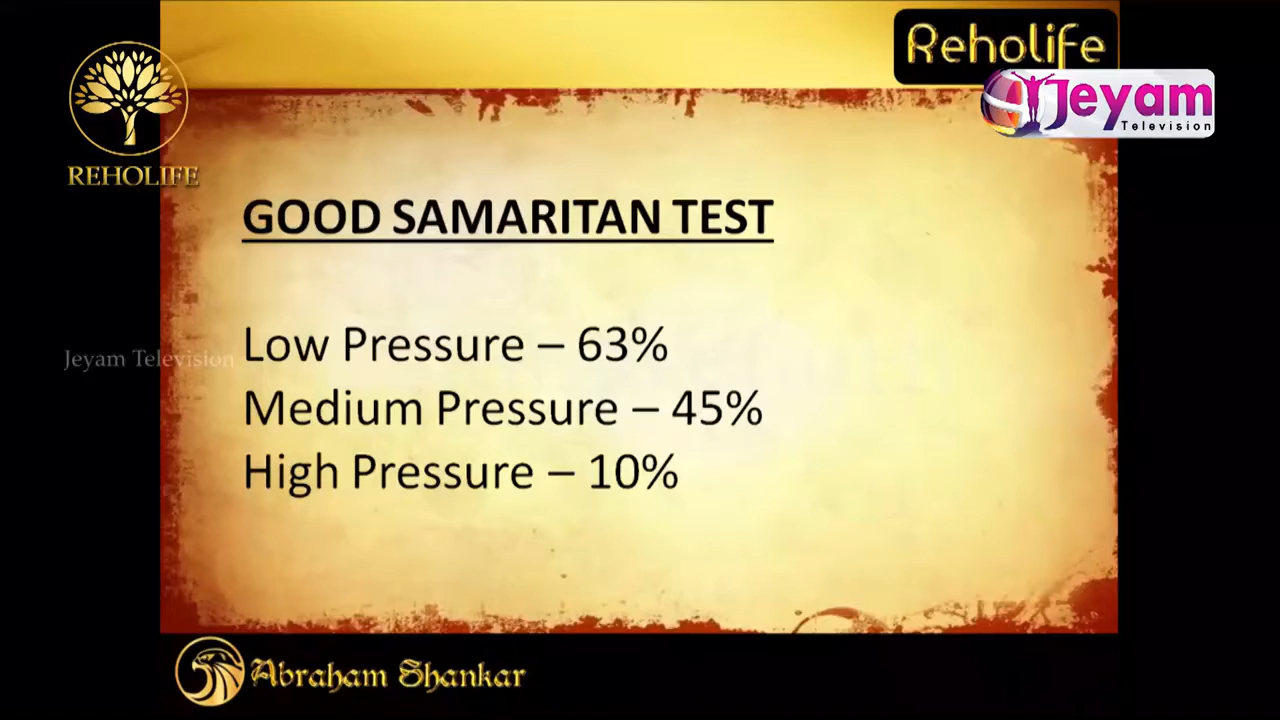 Reholife
Jeyam
Television
REHOLIFE
GOOD SAMARITAN TEST
Low Pressure – 63%
Jeyam Television
Medium Pressure – 45%
High Pressure – 10%
Abraham Shankar